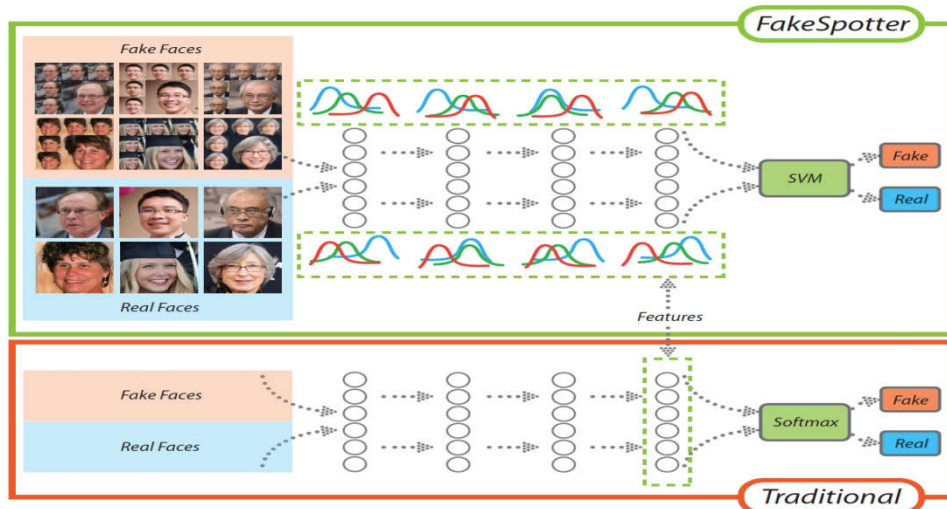 FakeSpotter
Fake Faces
Real Faces
SVM
Fake
Real
Features
Fake Faces
Real Faces
Softmax
Fake
Real
Traditional